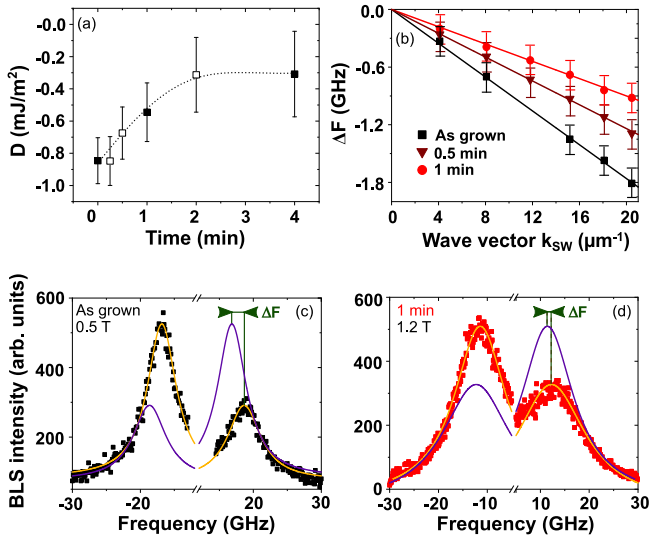 (a)
D (mJ/m²)
-0.0
-0.2
-0.4
-0.6
-0.8
-1.0
0 1 2 3 4
Time (min)
(b)
ΔF (GHz)
0.0
-0.6
-1.2
-1.8
As grown
0.5 min
1 min
0 5 10 15 20
Wave vector k_SW (μm⁻¹)
(c)
As grown
0.5 T
ΔF
BLS intensity (arb. units)
600
400
200
-30 -20 10 20 30
Frequency (GHz)
(d)
1 min
1.2 T
ΔF
600
400
200
0
-30 -20 -10 10 20 30
Frequency (GHz)